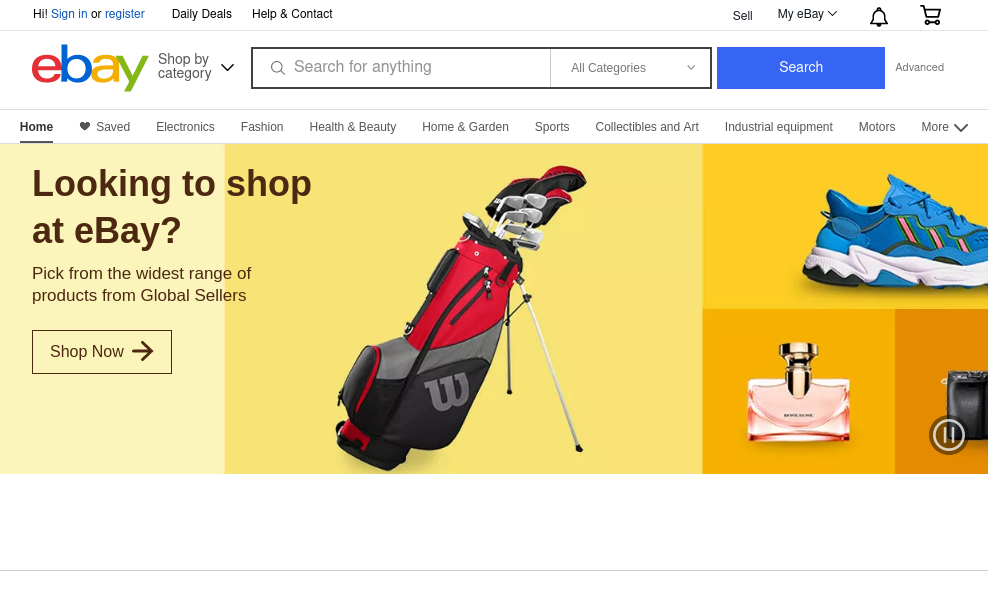 Hi! Sign in or register Daily Deals Help & Contact Sell My eBay
ebay Shop by category Search for anything All Categories Search Advanced
Home Saved Electronics Fashion Health & Beauty Home & Garden Sports Collectibles and Art Industrial equipment Motors More
Looking to shop
at eBay?
Pick from the widest range of
products from Global Sellers
Shop Now
W